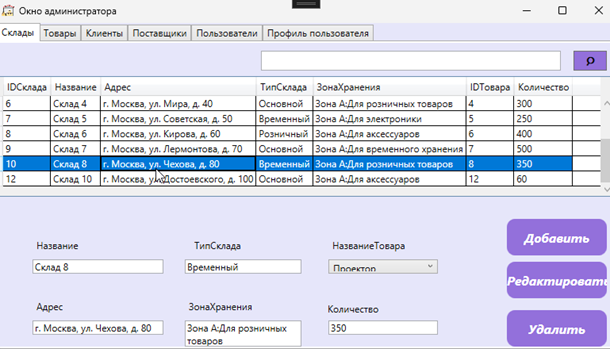 Окно администратора
Склады Товары Клиенты Поставщики Пользователи Профиль пользователя
IDСклада Название Адрес ТипСклада ЗонаХранения IDТовара Количество
6 Склад 4 г. Москва, ул. Мира, д. 40 Основной Зона А:Для розничных товаров 4 300
7 Склад 5 г. Москва, ул. Советская, д. 50 Временный Зона А:Для электроники 5 250
8 Склад 6 г. Москва, ул. Кирова, д. 60 Розничный Зона А:Для аксессуаров 6 400
9 Склад 7 г. Москва, ул. Лермонтова, д. 70 Основной Зона А:Для временного хранения 7 500
10 Склад 8 г. Москва, ул. Чехова, д. 80 Временный Зона А:Для розничных товаров 8 350
12 Склад 10 г. Москва, ул. Достоевского, д. 100 Основной Зона А:Для аксессуаров 12 60
Название ТипСклада НазваниеТовара
Склад 8 Временный Проектор
Адрес ЗонаХранения Количество
г. Москва, ул. Чехова, д. 80 Зона А:Для розничных товаров 350
Добавить
Редактировать
Удалить